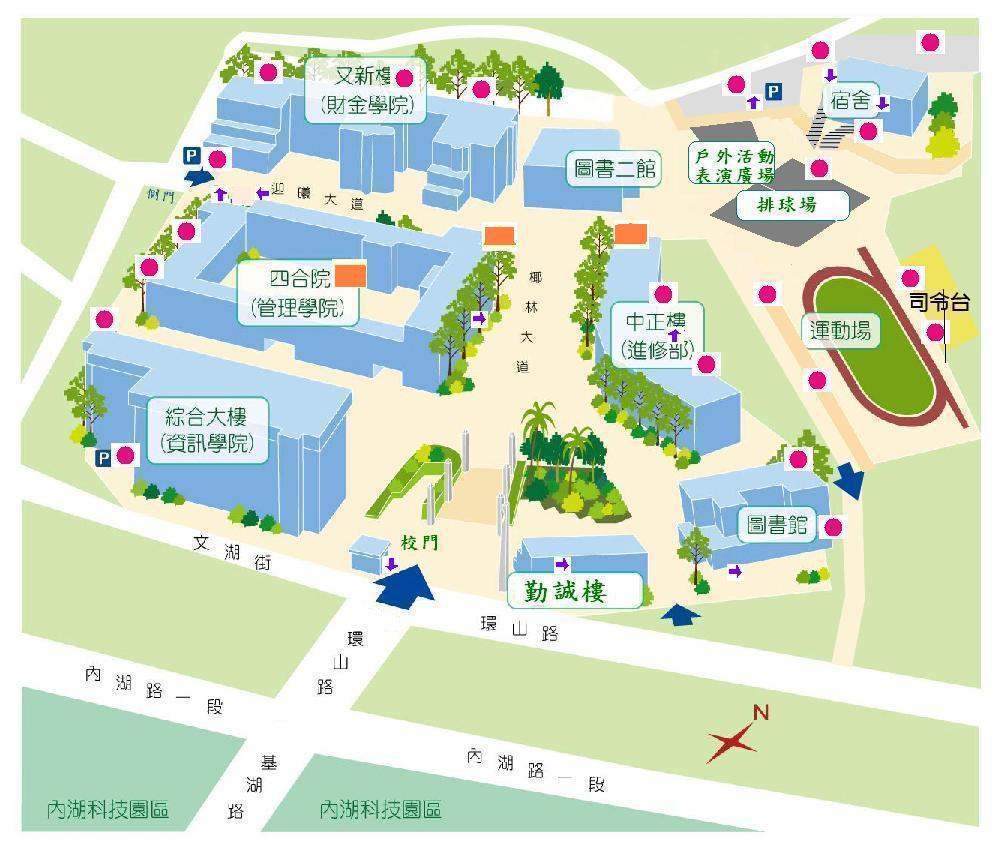 又新樓
(財金學院)
P
宿舍
圖書二館
戶外活動
表演廣場
排球場
P
側門
迎曦大道
四合院
(管理學院)
椰林大道
中正樓
(進修部)
運動場
司令台
綜合大樓
(資訊學院)
P
圖書館
校門
文湖街
勤誠樓
環山路
環山路
內湖路一段
內湖路一段
基湖路
N
內湖科技園區
內湖科技園區